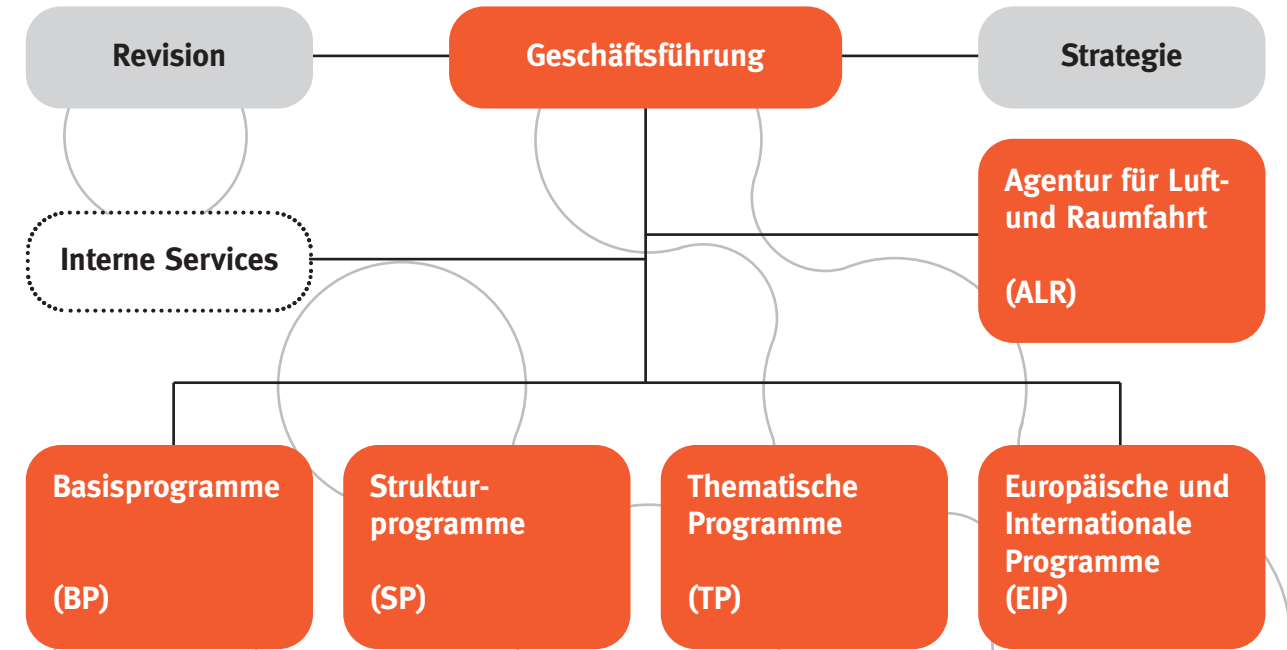 Revision
Geschäftsführung
Strategie
Agentur für Luft-
und Raumfahrt
(ALR)
Interne Services
Basisprogramme
(BP)
Struktur-
programme
(SP)
Thematische
Programme
(TP)
Europäische und
Internationale
Programme
(EIP)